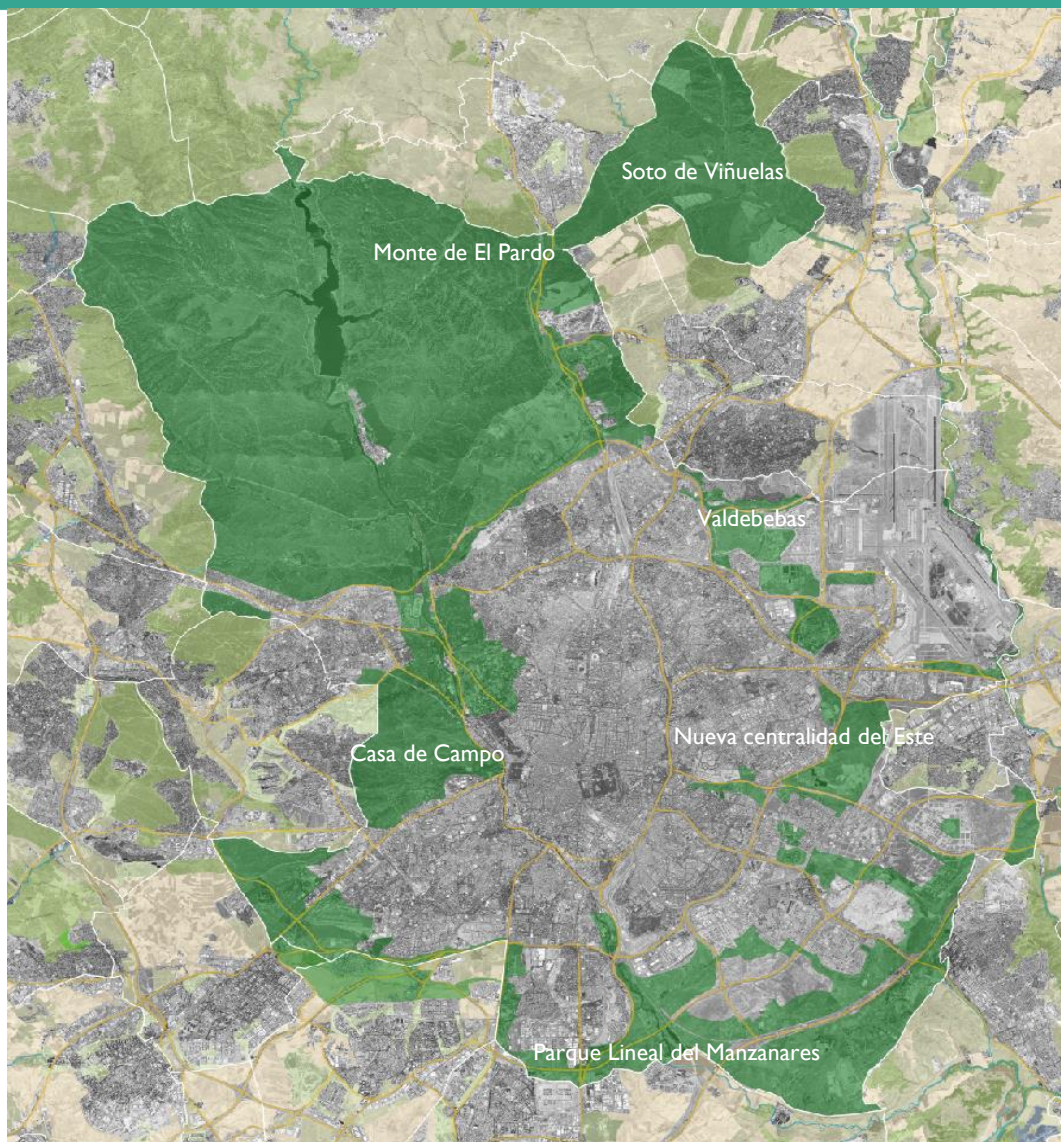 Soto de Viñuelas
Monte de El Pardo
Valdebebas
Nueva centralidad del Este
Casa de Campo
Parque Lineal del Manzanares